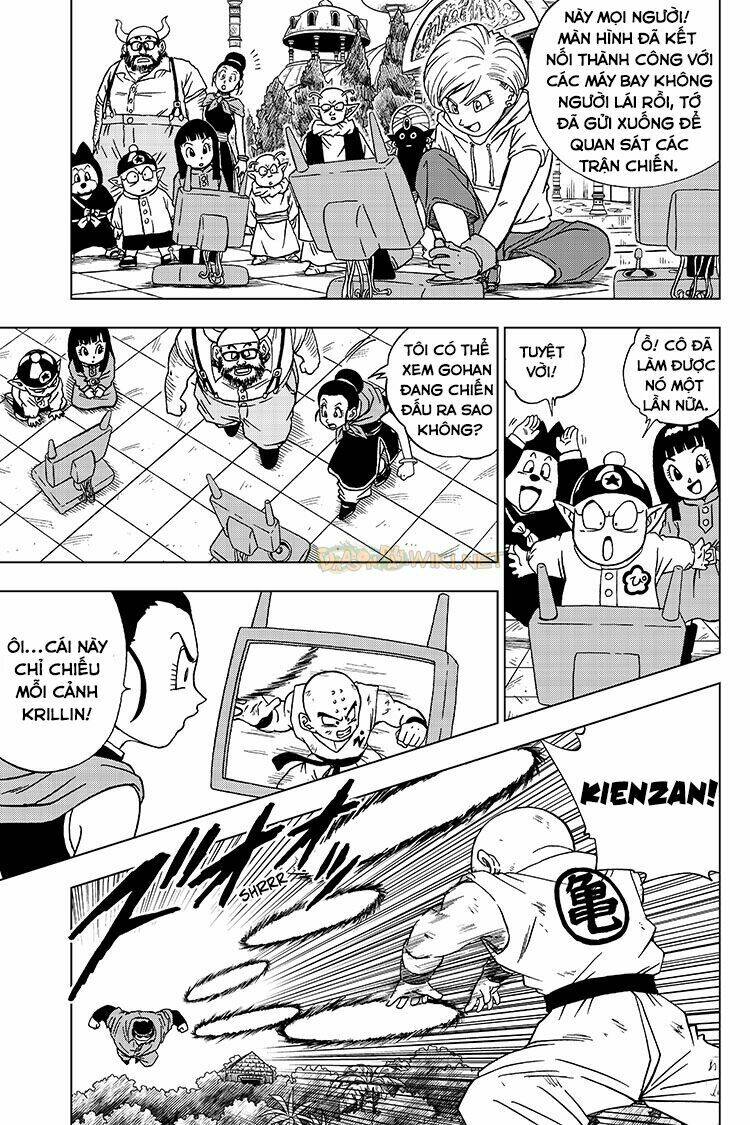 NÀY MỌI NGƯỜI!
MÀN HÌNH ĐÃ KẾT
NỐI THÀNH CÔNG VỚI
CÁC MÁY BAY KHÔNG
NGƯỜI LÁI RỒI, TỚ
ĐÃ GỬI XUỐNG ĐỂ
QUAN SÁT CÁC
TRẬN CHIẾN.
Ồ! CÔ ĐÃ
LÀM ĐƯỢC
NÓ MỘT
LẦN NỮA.
TUYỆT
VỜI!
ぴ
TÔI CÓ THỂ
XEM GOHAN
ĐANG CHIẾN
ĐẤU RA SAO
KHÔNG?
ÔI...CÁI NÀY
CHỈ CHIẾU
MỖI CẢNH
KRILLIN!
KIENZAN!
ズオオ
SHRRR
亀